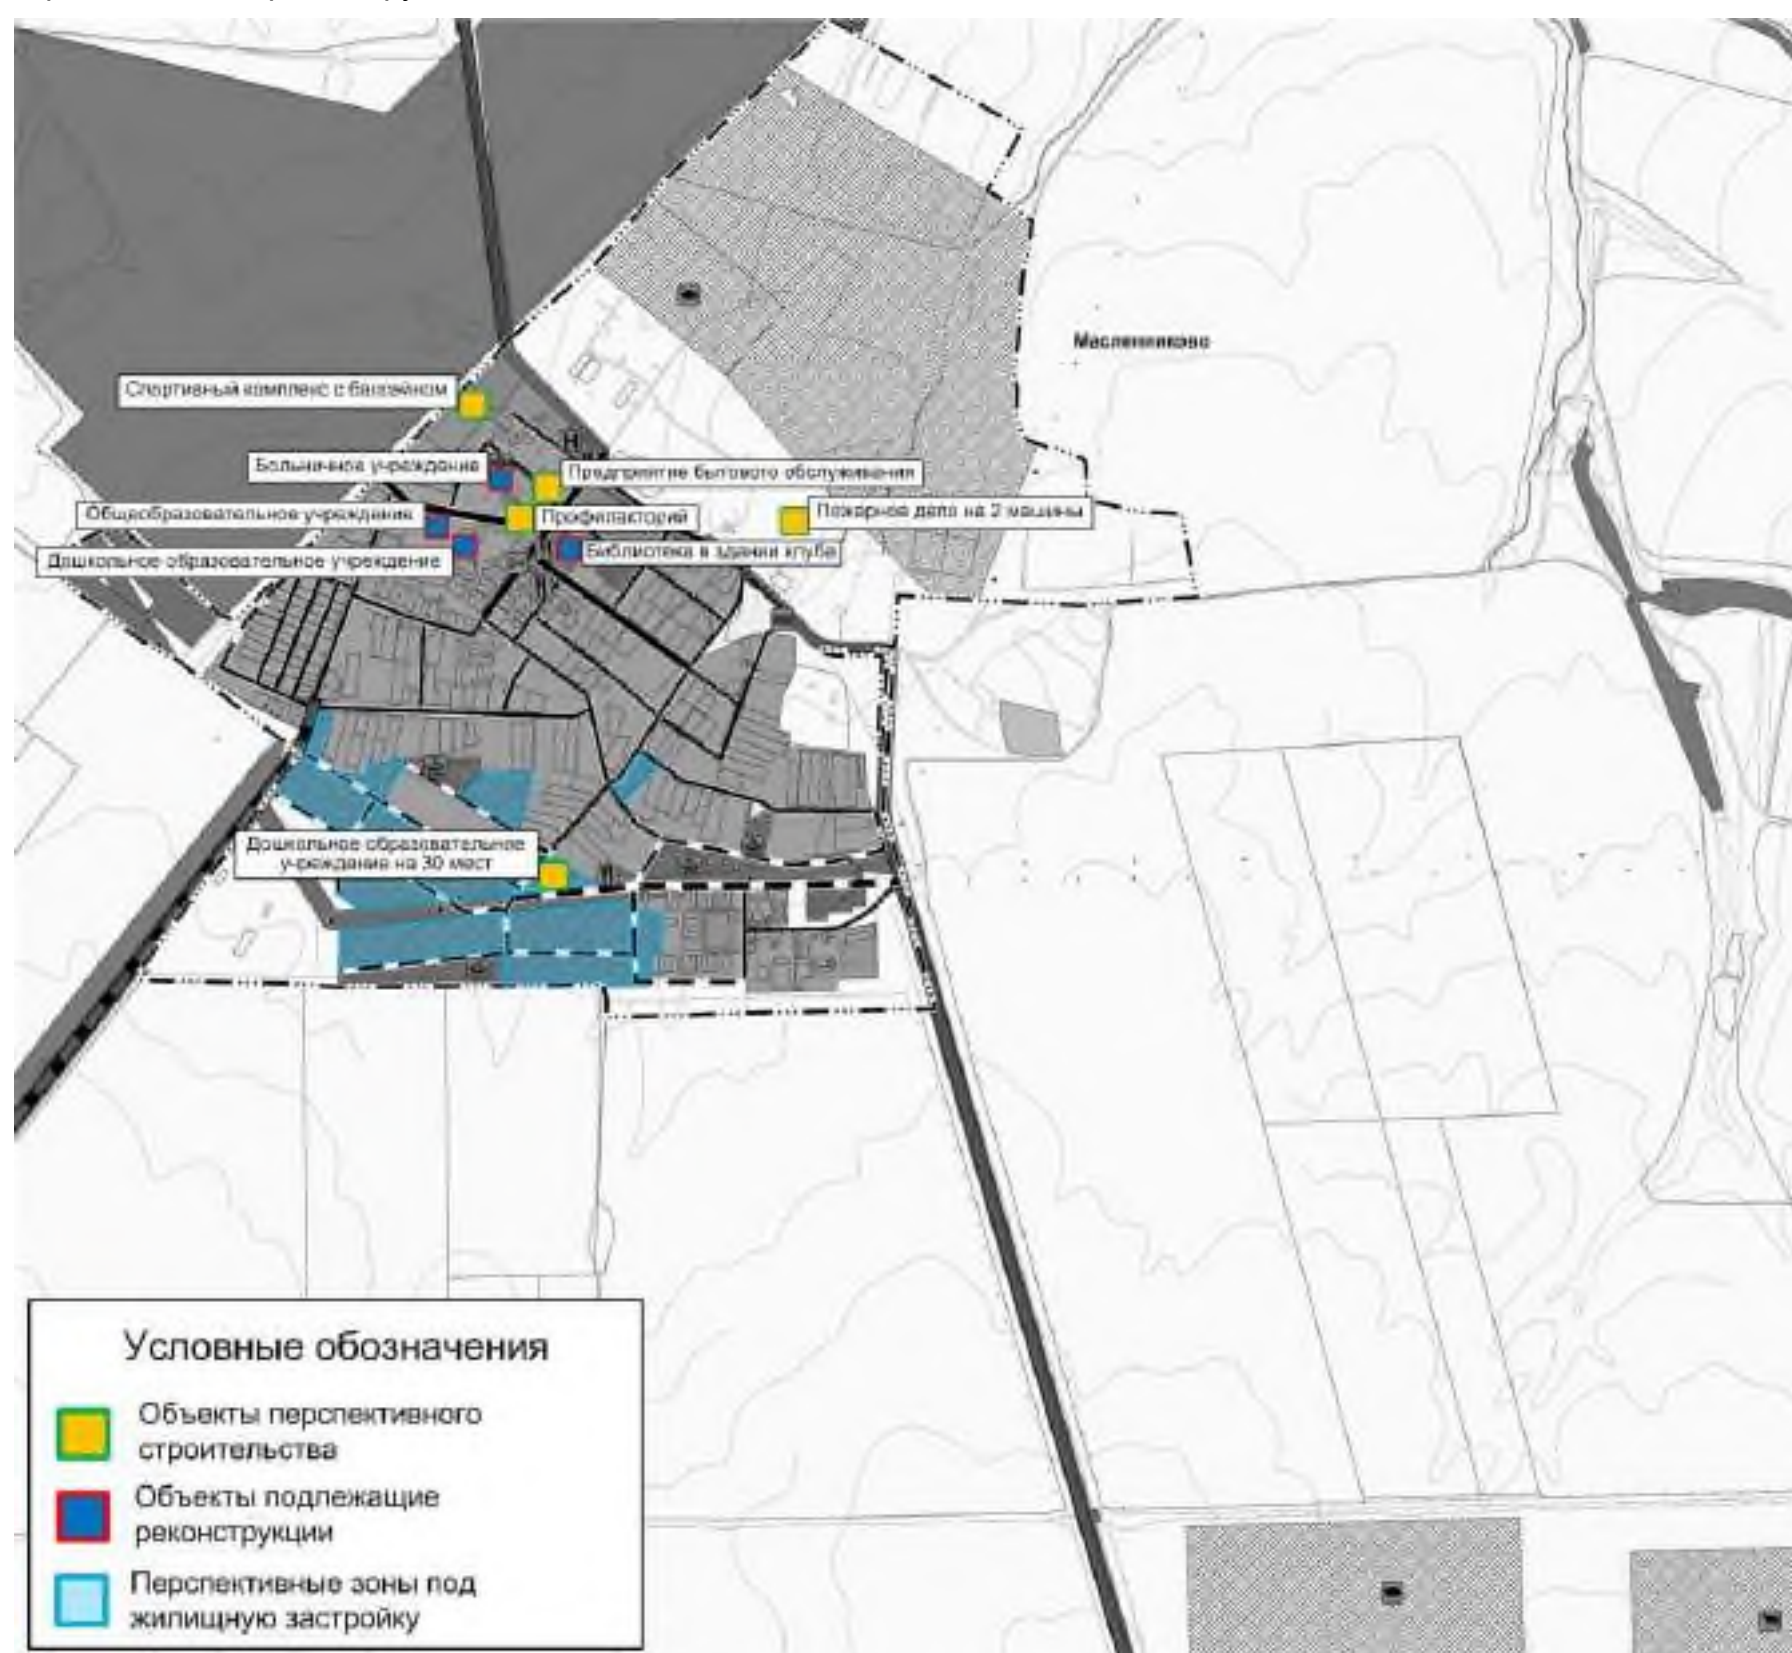 Масленниково
Спортивный комплекс с бассейном
Больничное учреждение
Предприятие бытового обслуживания
Общеобразовательное учреждение
Профилакторий
Пожарное депо на 2 машины
Дошкольное образовательное учреждение
Библиотека в здании клуба
Дошкольное образовательное
учреждение на 30 мест
Условные обозначения
Объекты перспективного
строительства
Объекты подлежащие
реконструкции
Перспективные зоны под
жилищную застройку